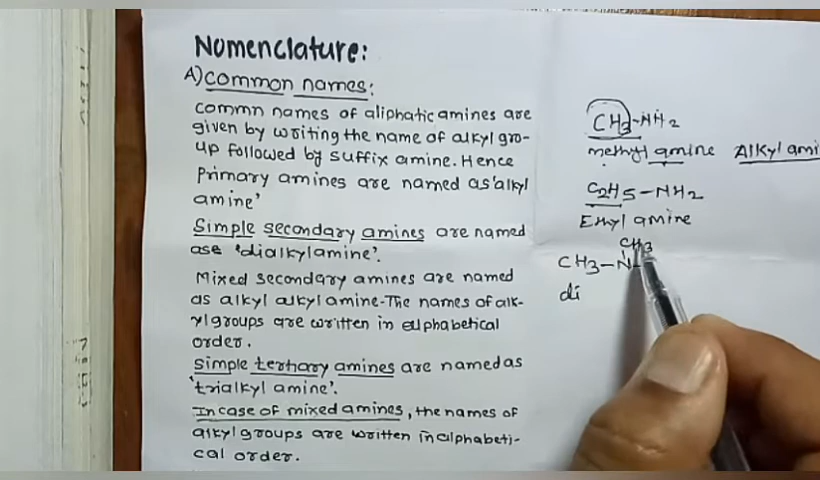 Nomenclature:
A) common names:
commn names of aliphatic amines are
given by writing the name of alkyl gro-
up followed by suffix amine. Hence
Primary amines are named as 'alkyl
amine'
Simple secondary amines are named
ase 'dialkylamine'.
Mixed secondary amines are named
as alkyl alkyl amine-The names of alk-
yl groups are written in alphabetical
order.
Simple tertary amines are named as
'trialkyl amine'.
In case of mixed amines, the names of
alkyl groups are written in alphabeti-
cal order.
CH3-NH2
methyl amine Alkyl ami
C2H5-NH2
Ethyl amine
CH3
CH3-N-
di